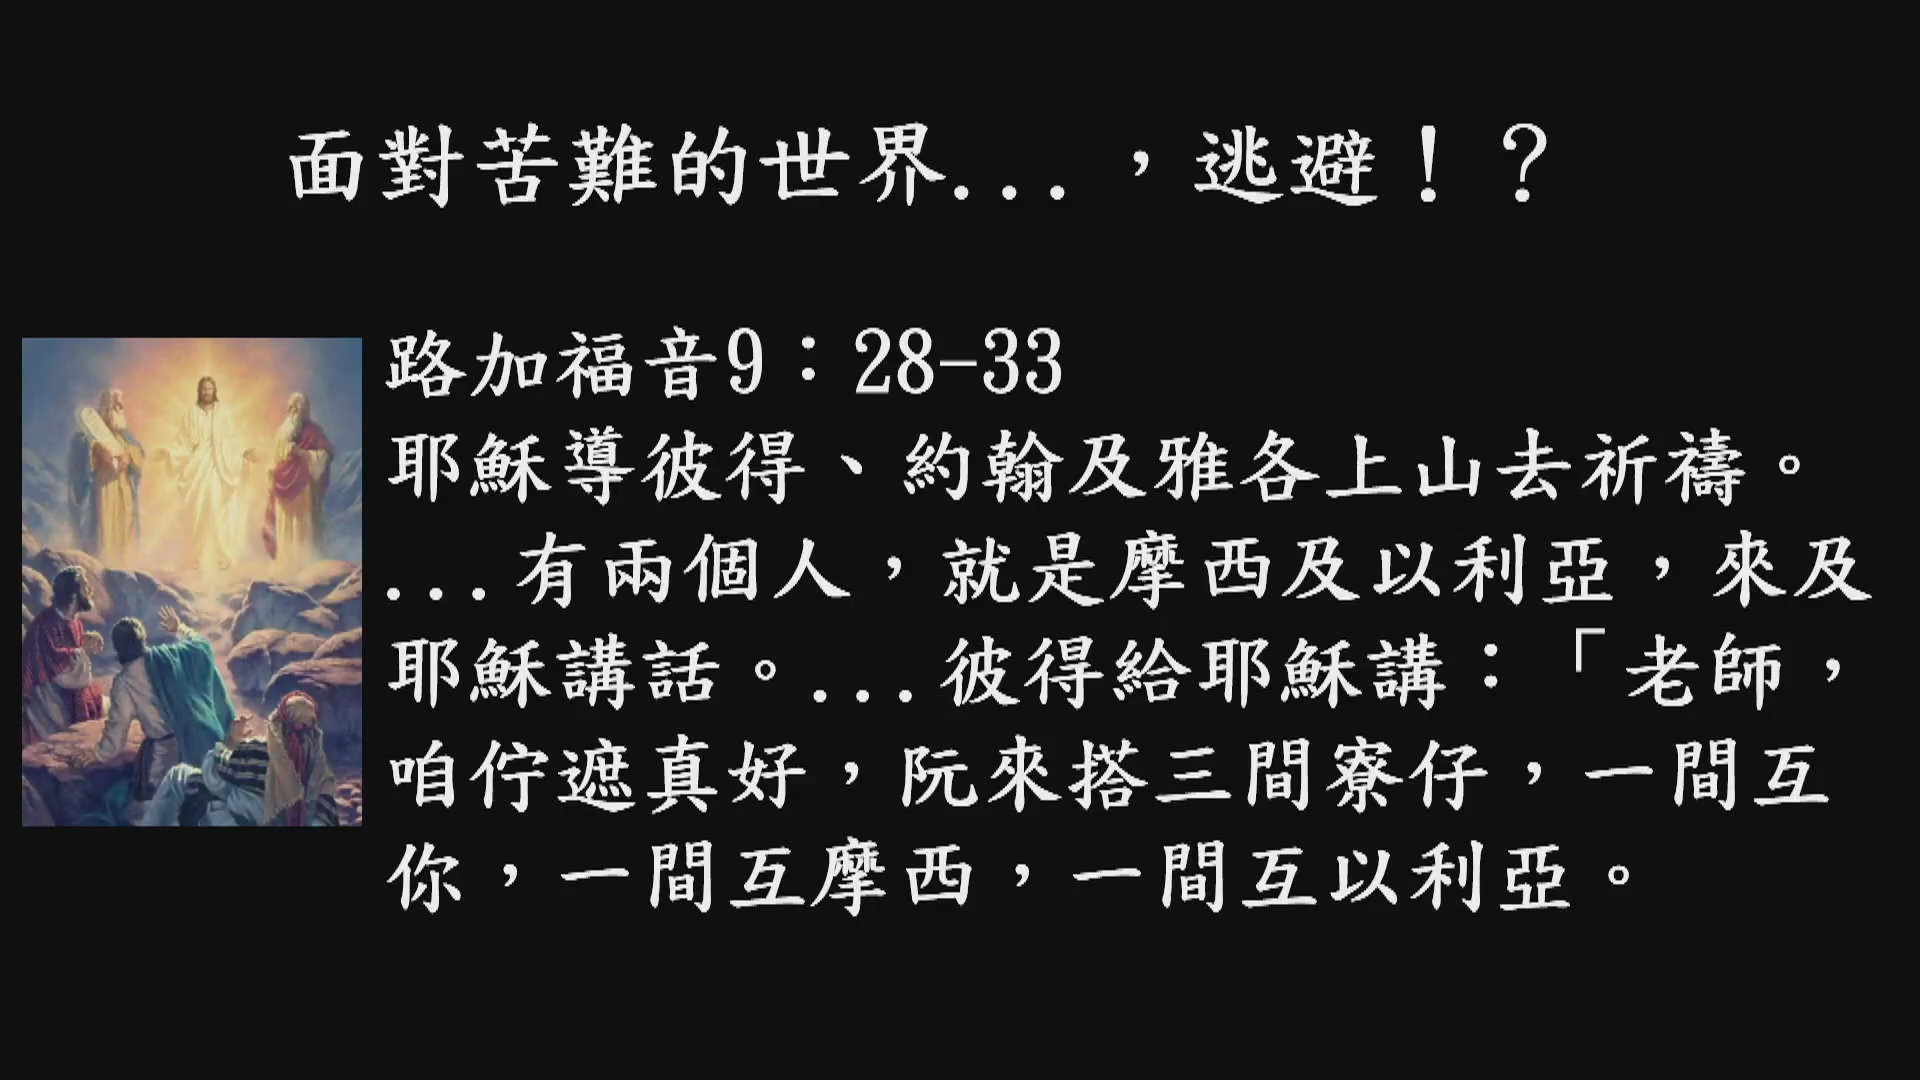 面對苦難的世界...，逃避！？
路加福音9：28-33
耶穌導彼得、約翰及雅各上山去祈禱。
...有兩個人，就是摩西及以利亞，來及
耶穌講話。...彼得給耶穌講：「老師，
咱佇遮真好，阮來搭三間寮仔，一間互
你，一間互摩西，一間互以利亞。